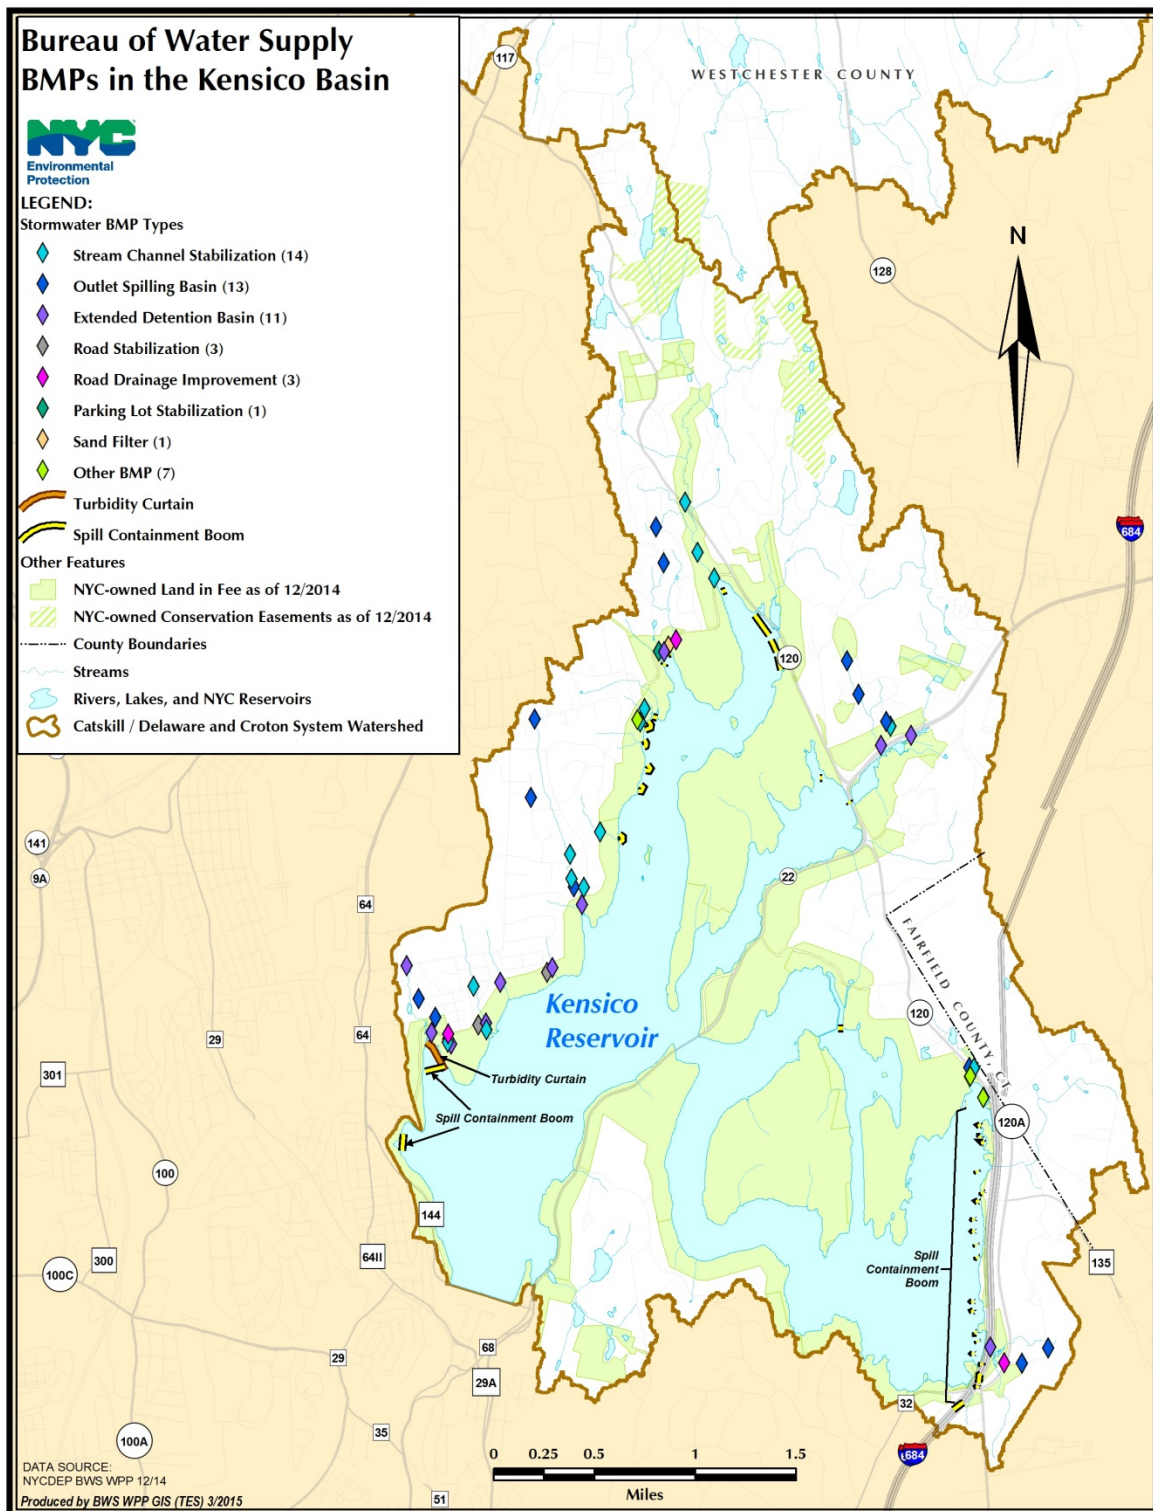 Bureau of Water Supply
BMPs in the Kensico Basin
NYC
Environmental
Protection
LEGEND:
Stormwater BMP Types
Stream Channel Stabilization (14)
Outlet Spilling Basin (13)
Extended Detention Basin (11)
Road Stabilization (3)
Road Drainage Improvement (3)
Parking Lot Stabilization (1)
Sand Filter (1)
Other BMP (7)
Turbidity Curtain
Spill Containment Boom
Other Features
NYC-owned Land in Fee as of 12/2014
NYC-owned Conservation Easements as of 12/2014
County Boundaries
Streams
Rivers, Lakes, and NYC Reservoirs
Catskill / Delaware and Croton System Watershed
117
WESTCHESTER COUNTY
N
128
684
120
141
9A
22
64
FAIRFIELD COUNTY, CT
Kensico
Reservoir
120
29
64
301
Turbidity Curtain
Spill Containment Boom
120A
100
144
300
64II
100C
135
Spill
Containment
Boom
68
29
29A
32
35
100A
684
51
0 0.25 0.5 1 1.5
Miles
DATA SOURCE:
NYCDEP BWS WPP 12/14
Produced by BWS WPP GIS (TES) 3/2015